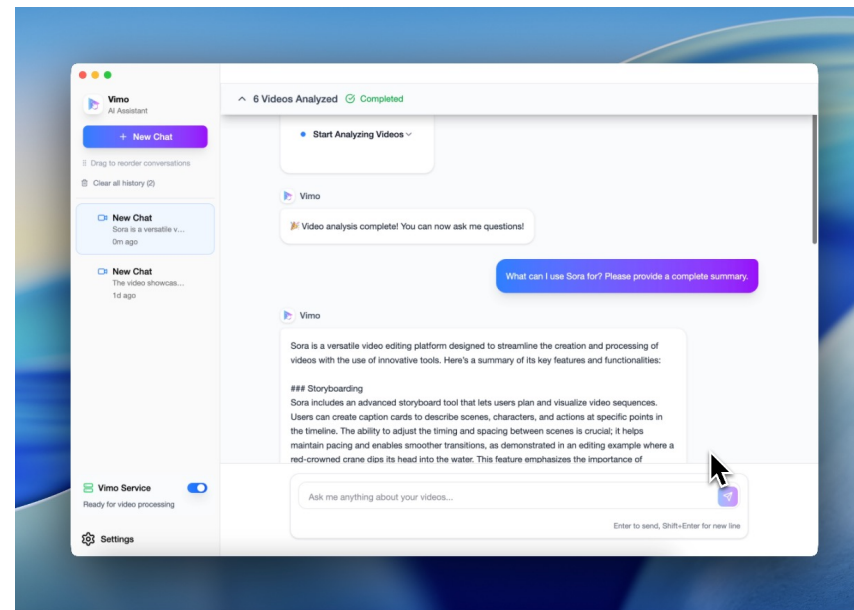 Vimo
AI Assistant
+ New Chat
Drag to reorder conversations
Clear all history (2)
New Chat
Sora is a versatile v...
0m ago
New Chat
The video showcas...
1d ago
Vimo Service
Ready for video processing
Settings
6 Videos Analyzed Completed
Start Analyzing Videos
Vimo
🎉 Video analysis complete! You can now ask me questions!
What can I use Sora for? Please provide a complete summary.
Vimo
Sora is a versatile video editing platform designed to streamline the creation and processing of
videos with the use of innovative tools. Here's a summary of its key features and functionalities:
### Storyboarding
Sora includes an advanced storyboard tool that lets users plan and visualize video sequences.
Users can create caption cards to describe scenes, characters, and actions at specific points in
the timeline. The ability to adjust the timing and spacing between scenes is crucial; it helps
maintain pacing and enables smoother transitions, as demonstrated in an editing example where a
red-crowned crane dips its head into the water. This feature emphasizes the importance of
Ask me anything about your videos...
Enter to send, Shift+Enter for new line